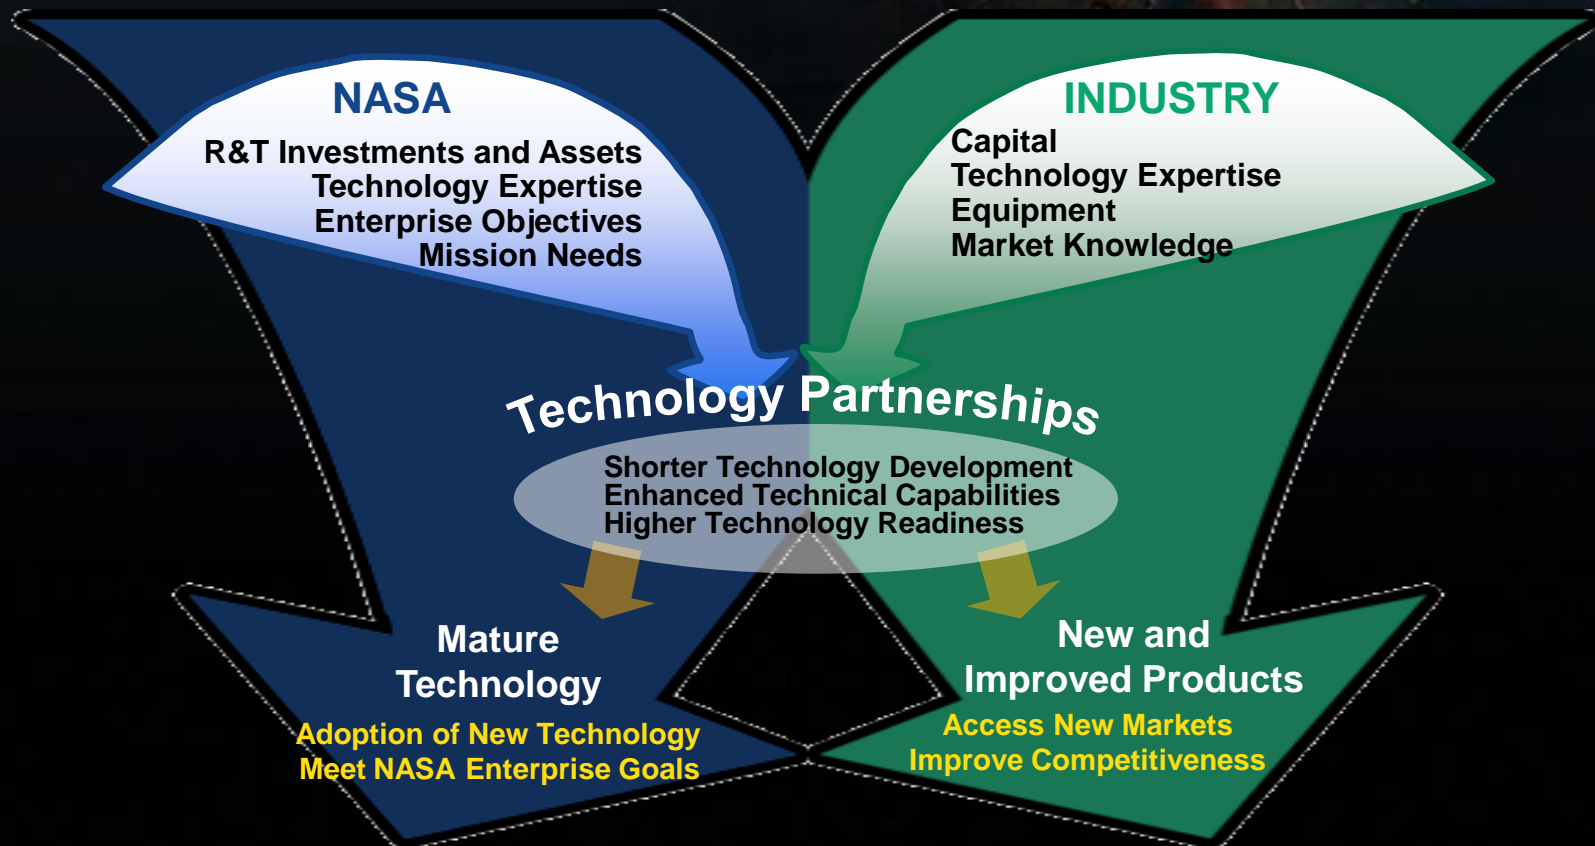 NASA
R&T Investments and Assets
Technology Expertise
Enterprise Objectives
Mission Needs
INDUSTRY
Capital
Technology Expertise
Equipment
Market Knowledge
Technology Partnerships
Shorter Technology Development
Enhanced Technical Capabilities
Higher Technology Readiness
Mature
Technology
Adoption of New Technology
Meet NASA Enterprise Goals
New and
Improved Products
Access New Markets
Improve Competitiveness